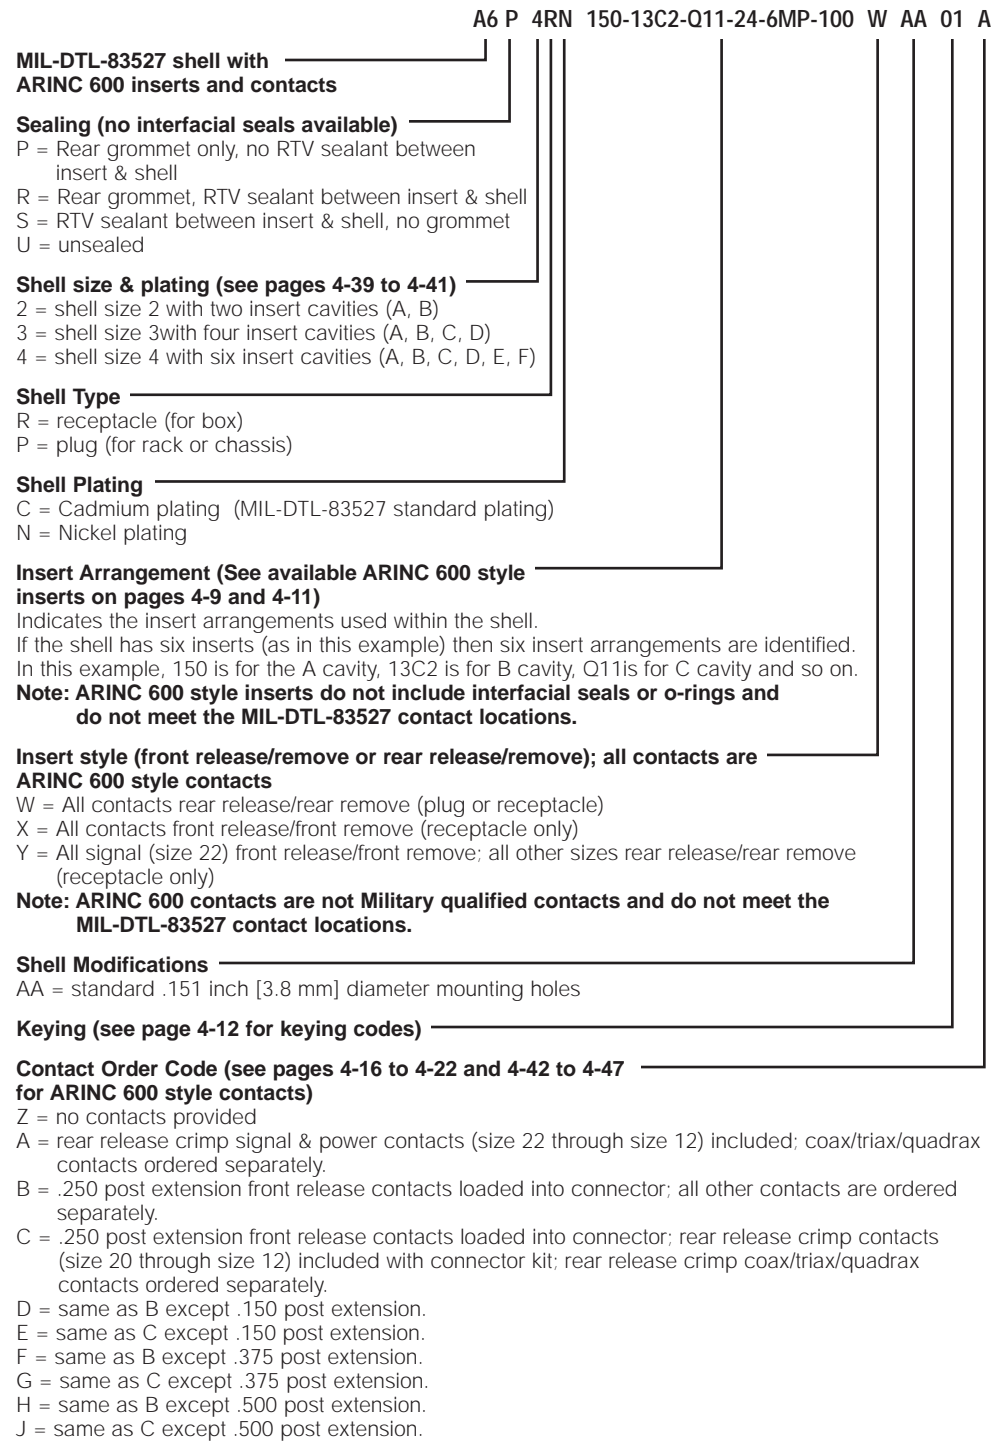 A6 P 4RN 150-13C2-Q11-24-6MP-100 W AA 01 A
MIL-DTL-83527 shell with
ARINC 600 inserts and contacts
Sealing (no interfacial seals available)
P = Rear grommet only, no RTV sealant between
insert & shell
R = Rear grommet, RTV sealant between insert & shell
S = RTV sealant between insert & shell, no grommet
U = unsealed
Shell size & plating (see pages 4-39 to 4-41)
2 = shell size 2 with two insert cavities (A, B)
3 = shell size 3with four insert cavities (A, B, C, D)
4 = shell size 4 with six insert cavities (A, B, C, D, E, F)
Shell Type
R = receptacle (for box)
P = plug (for rack or chassis)
Shell Plating
C = Cadmium plating (MIL-DTL-83527 standard plating)
N = Nickel plating
Insert Arrangement (See available ARINC 600 style
inserts on pages 4-9 and 4-11)
Indicates the insert arrangements used within the shell.
If the shell has six inserts (as in this example) then six insert arrangements are identified.
In this example, 150 is for the A cavity, 13C2 is for B cavity, Q11is for C cavity and so on.
Note: ARINC 600 style inserts do not include interfacial seals or o-rings and
do not meet the MIL-DTL-83527 contact locations.
Insert style (front release/remove or rear release/remove); all contacts are
ARINC 600 style contacts
W = All contacts rear release/rear remove (plug or receptacle)
X = All contacts front release/front remove (receptacle only)
Y = All signal (size 22) front release/front remove; all other sizes rear release/rear remove
(receptacle only)
Note: ARINC 600 contacts are not Military qualified contacts and do not meet the
MIL-DTL-83527 contact locations.
Shell Modifications
AA = standard .151 inch [3.8 mm] diameter mounting holes
Keying (see page 4-12 for keying codes)
Contact Order Code (see pages 4-16 to 4-22 and 4-42 to 4-47
for ARINC 600 style contacts)
Z = no contacts provided
A = rear release crimp signal & power contacts (size 22 through size 12) included; coax/triax/quadrax
contacts ordered separately.
B = .250 post extension front release contacts loaded into connector; all other contacts are ordered
separately.
C = .250 post extension front release contacts loaded into connector; rear release crimp contacts
(size 20 through size 12) included with connector kit; rear release crimp coax/triax/quadrax
contacts ordered separately.
D = same as B except .150 post extension.
E = same as C except .150 post extension.
F = same as B except .375 post extension.
G = same as C except .375 post extension.
H = same as B except .500 post extension.
J = same as C except .500 post extension.